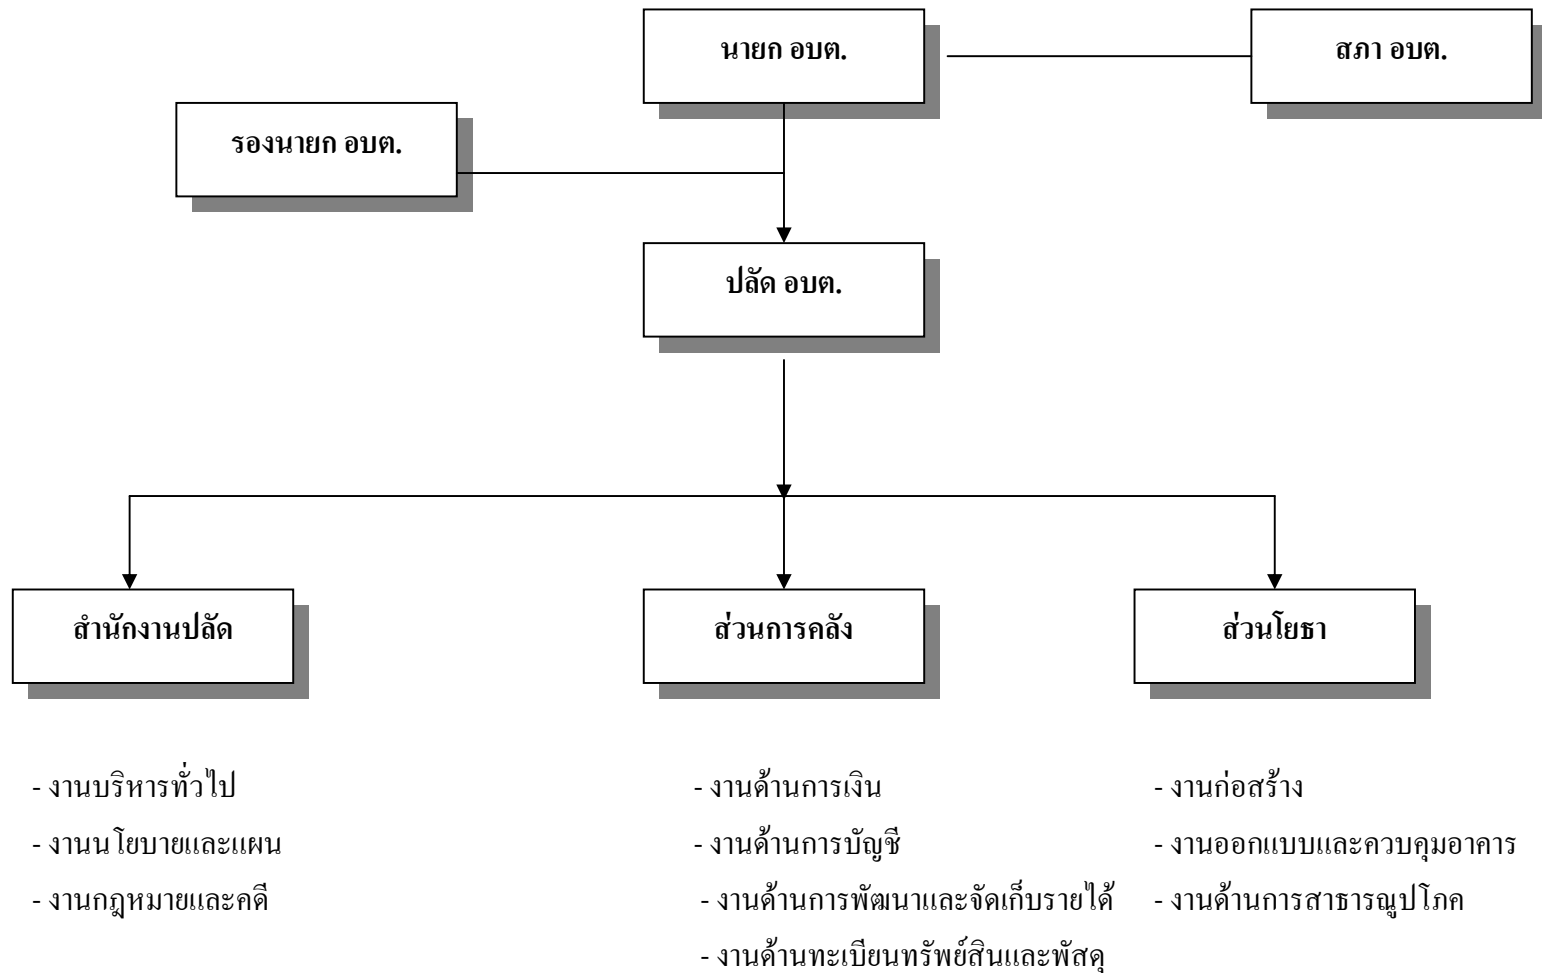 นายก อบต.
สภา อบต.
รองนายก อบต.
ปลัด อบต.
สำนักงานปลัด
ส่วนการคลัง
ส่วนโยธา
- งานบริหารทั่วไป
- งานนโยบายและแผน
- งานกฎหมายและคดี
- งานด้านการเงิน
- งานด้านการบัญชี
- งานด้านการพัฒนาและจัดเก็บรายได้
- งานด้านทะเบียนทรัพย์สินและพัสดุ
- งานก่อสร้าง
- งานออกแบบและควบคุมอาคาร
- งานด้านการสาธารณูปโภค